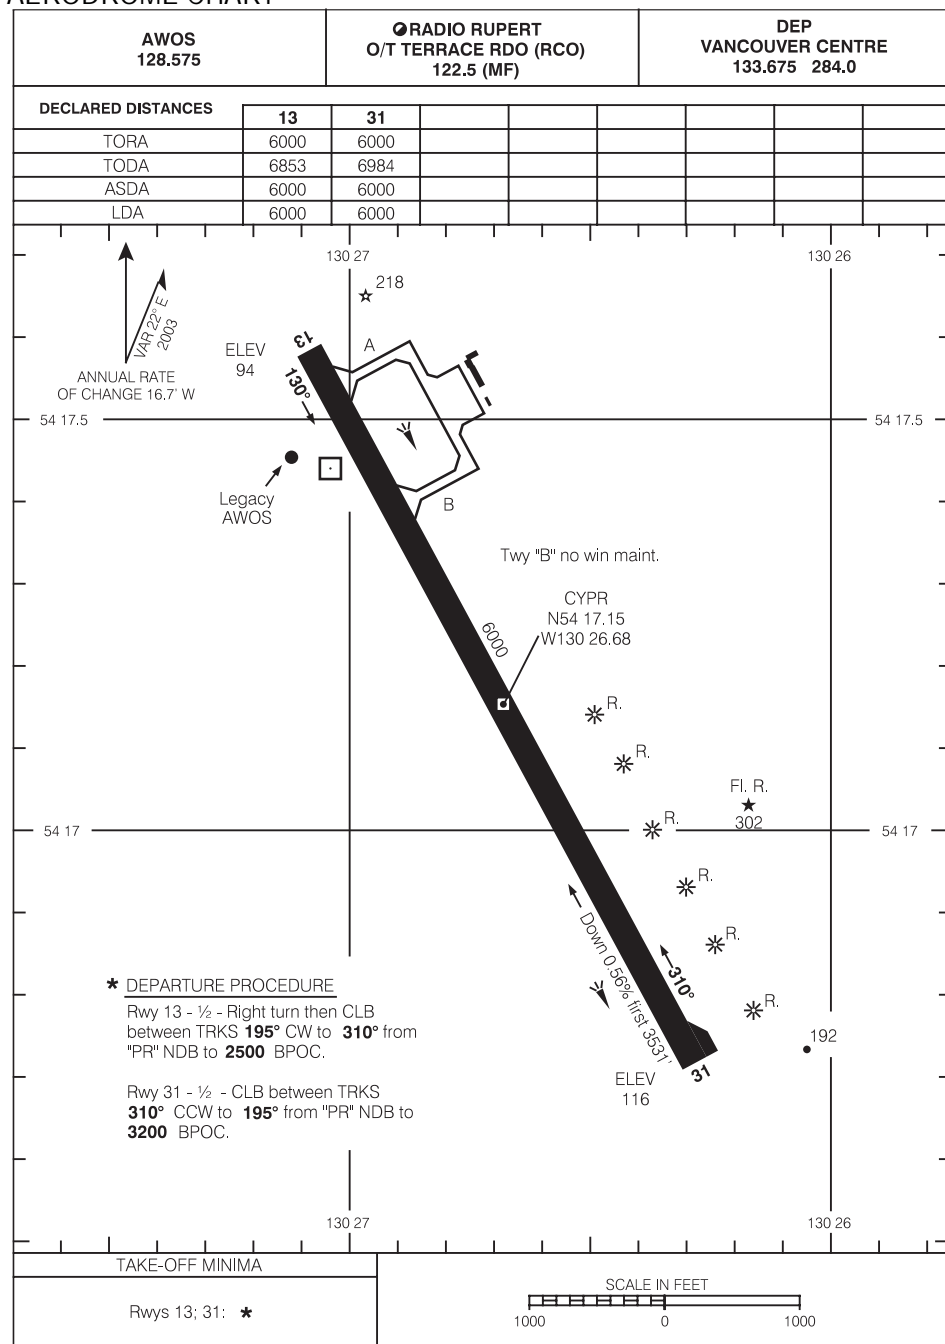 AERODROME CHART
AWOS
128.575
RADIO RUPERT
O/T TERRACE RDO (RCO)
122.5 (MF)
DEP
VANCOUVER CENTRE
133.675 284.0
DECLARED DISTANCES 13 31
TORA 6000 6000
TODA 6853 6984
ASDA 6000 6000
LDA 6000 6000
130 27 130 26
218
VAR 22° E
2003
ANNUAL RATE
OF CHANGE 16.7' W
ELEV
94
13
130°
A
54 17.5 54 17.5
Legacy
AWOS
B
Twy "B" no win maint.
CYPR
N54 17.15
W130 26.68
6000
R.
R.
Fl. R.
302
54 17 R. 54 17
R.
R.
R.
Down 0.56% first 3531'
310°
192
31
ELEV
116
* DEPARTURE PROCEDURE
Rwy 13 - ½ - Right turn then CLB
between TRKS 195° CW to 310° from
"PR" NDB to 2500 BPOC.
Rwy 31 - ½ - CLB between TRKS
310° CCW to 195° from "PR" NDB to
3200 BPOC.
130 27 130 26
TAKE-OFF MINIMA
Rwys 13; 31: *
SCALE IN FEET
1000 0 1000